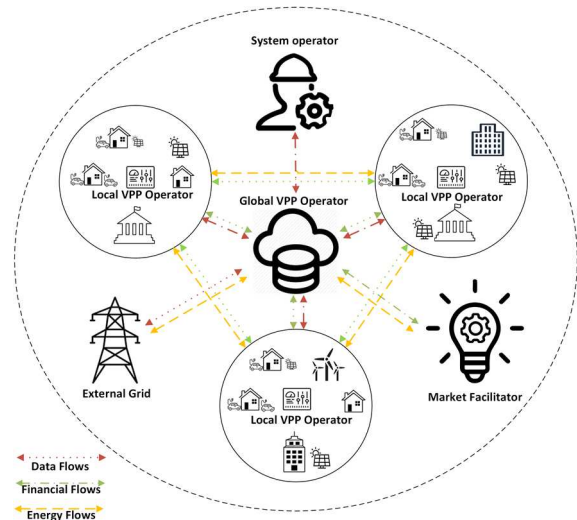 System operator
Local VPP Operator
Global VPP Operator
Local VPP Operator
External Grid
Local VPP Operator
Market Facilitator
Data Flows
Financial Flows
Energy Flows